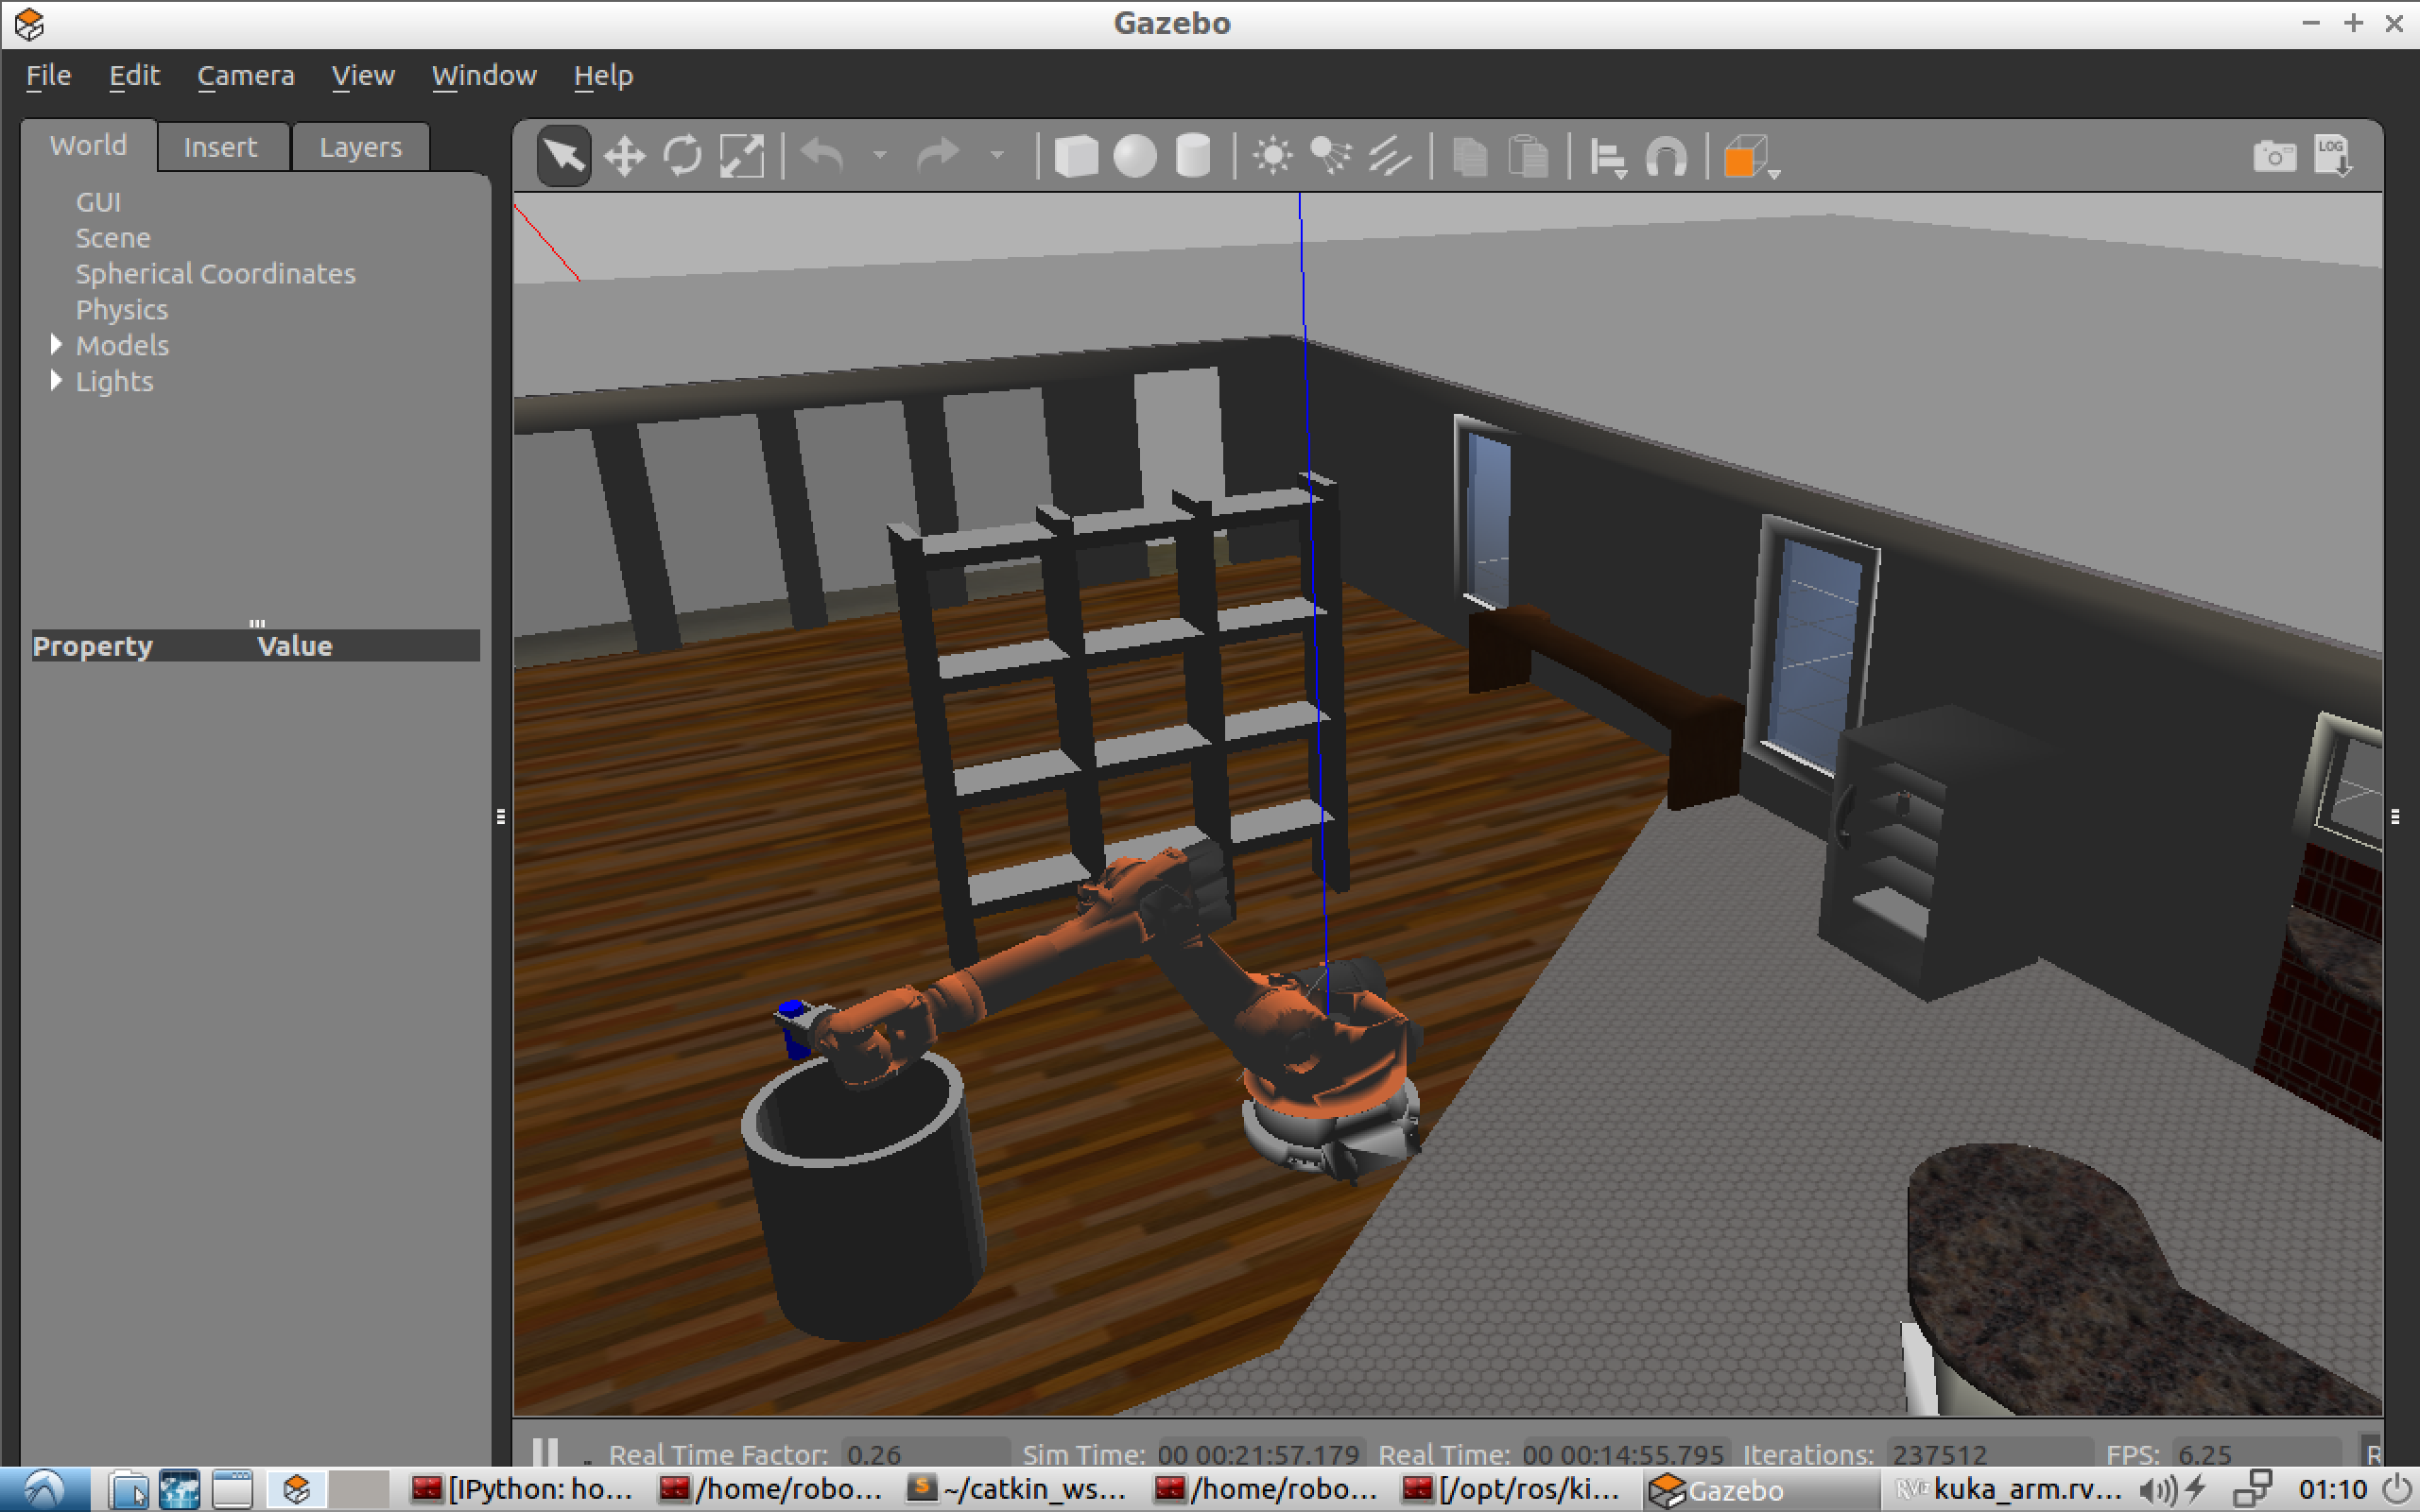 Gazebo
File Edit Camera View Window Help
World Insert Layers
GUI
Scene
Spherical Coordinates
Physics
Models
Lights
Property Value
LOG
Real Time Factor: 0.26 Sim Time: 00 00:21:57.179 Real Time: 00 00:14:55.795 Iterations: 237512 FPS: 6.25 R
[IPython: ho... /home/robo... ~/catkin_ws... /home/robo... [/opt/ros/ki... Gazebo RViz kuka_arm.rv... 01:10